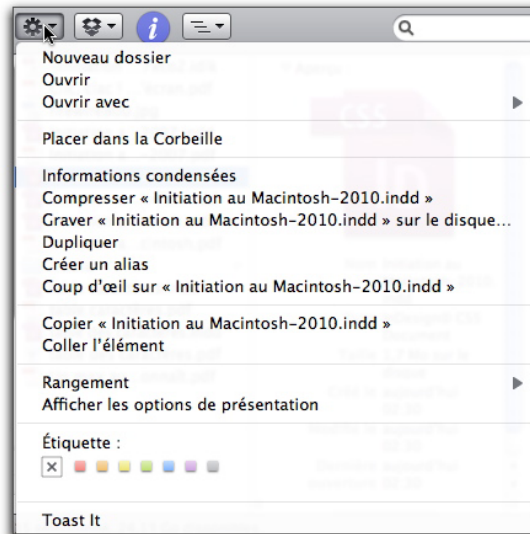 Nouveau dossier
Ouvrir
Ouvrir avec
Placer dans la Corbeille
Informations condensées
Compresser « Initiation au Macintosh-2010.indd »
Graver « Initiation au Macintosh-2010.indd » sur le disque...
Dupliquer
Créer un alias
Coup d'œil sur « Initiation au Macintosh-2010.indd »
Copier « Initiation au Macintosh-2010.indd »
Coller l'élément
Rangement
Afficher les options de présentation
Étiquette :
Toast It